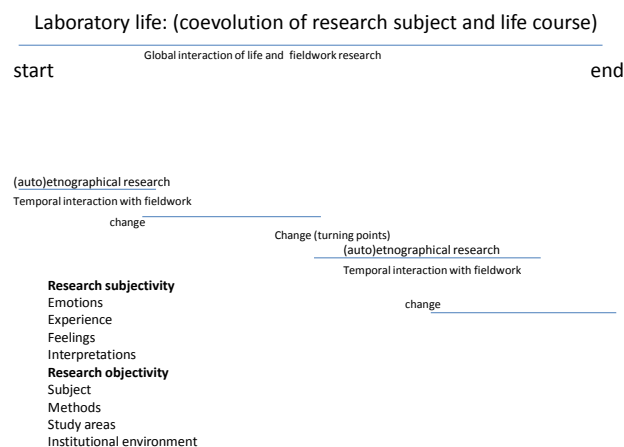 Laboratory life: (coevolution of research subject and life course)
Global interaction of life and fieldwork research
start
end
(auto)etnographical research
Temporal interaction with fieldwork
change
Change (turning points)
(auto)etnographical research
Temporal interaction with fieldwork
change
Research subjectivity
Emotions
Experience
Feelings
Interpretations
Research objectivity
Subject
Methods
Study areas
Institutional environment